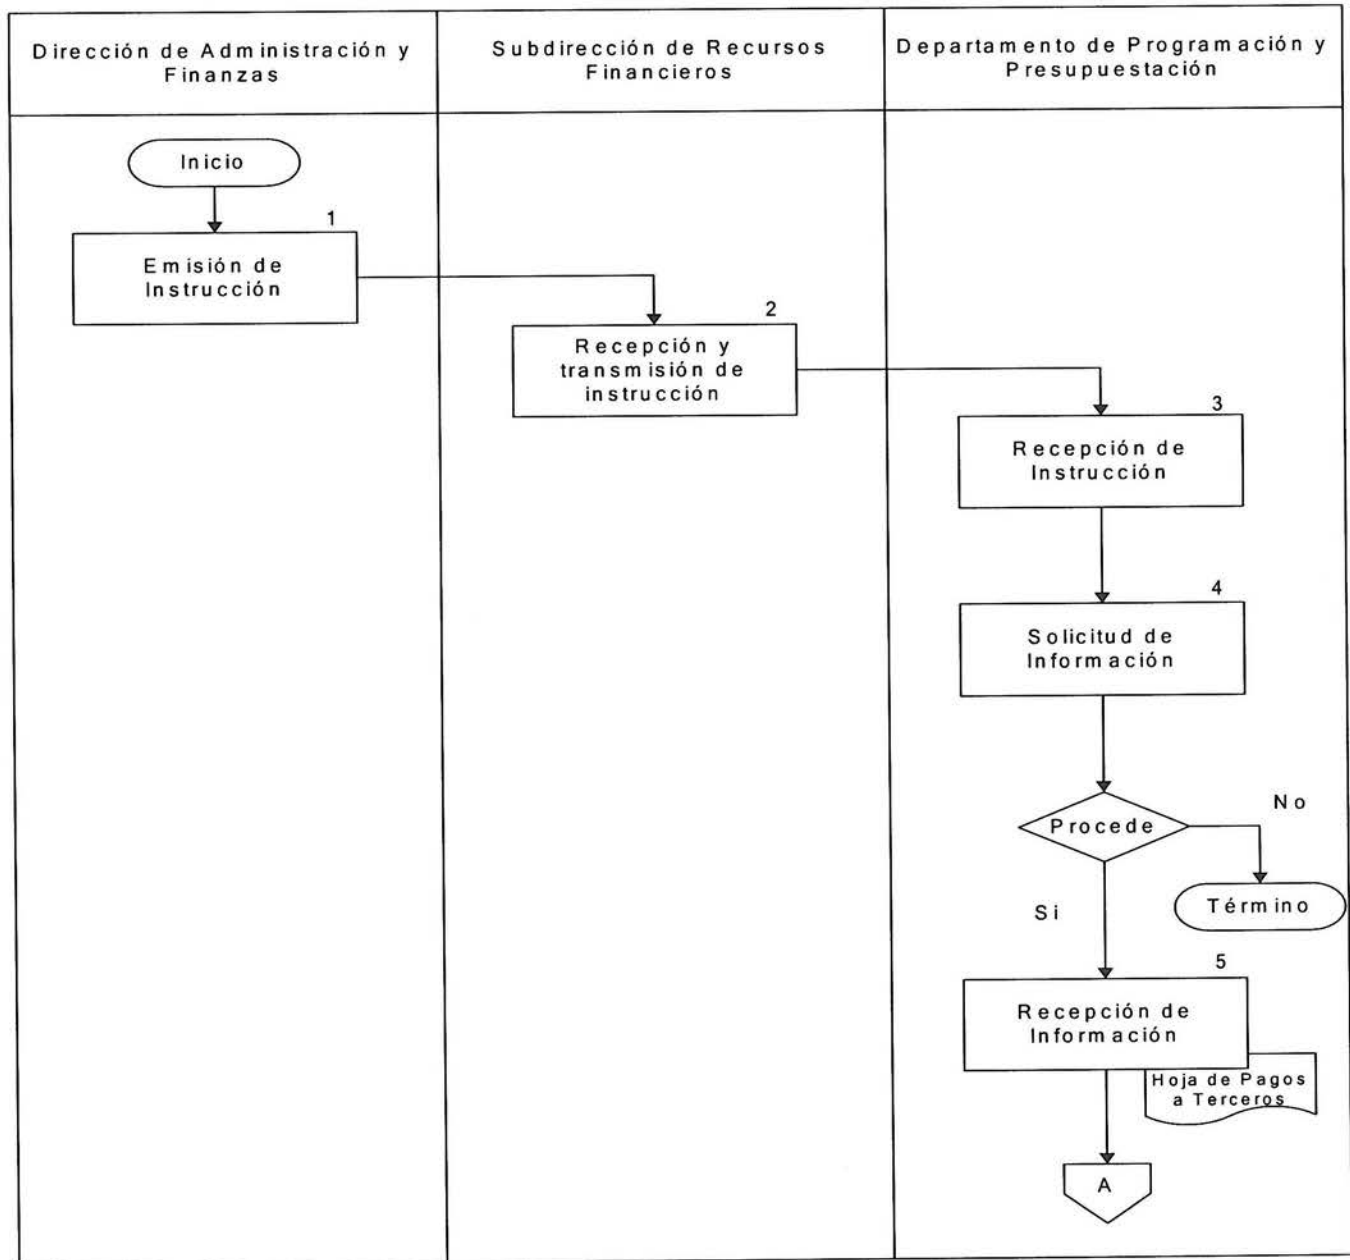 Dirección de Administración y
Finanzas
Subdirección de Recursos
Financieros
Departamento de Programación y
Presupuestación
Inicio
1
Emisión de
Instrucción
2
Recepción y
transmisión de
instrucción
3
Recepción de
Instrucción
4
Solicitud de
Información
Procede
No
Término
Si
5
Recepción de
Información
Hoja de Pagos
a Terceros
A